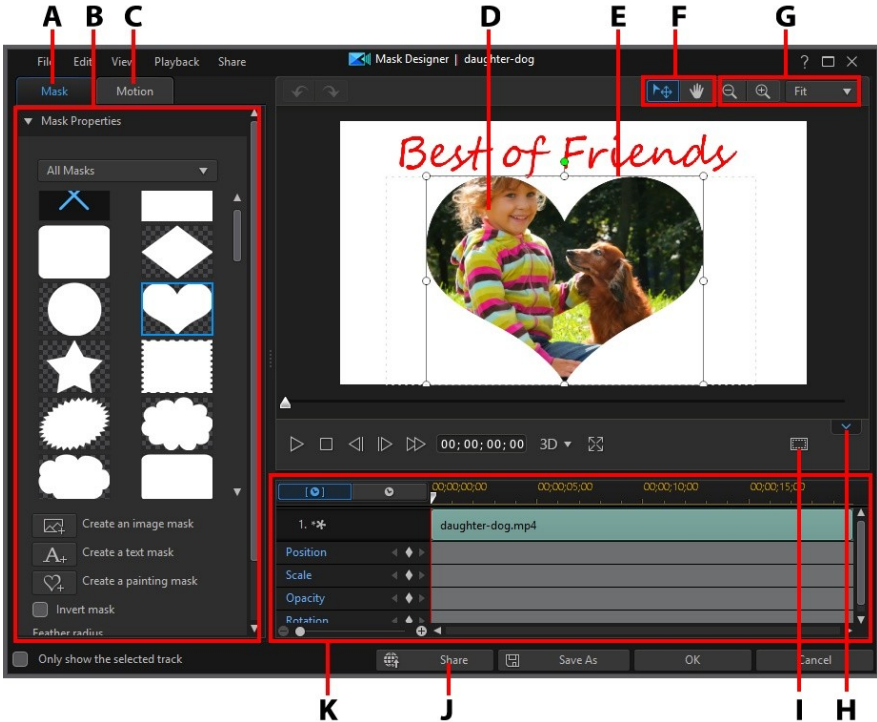 A B C D E F G
File Edit View Playback Share Mask Designer | daughter-dog ?
Mask Motion
Fit
Mask Properties
All Masks
Best of Friends
00;00;00;00 3D
00;00;00;00 00;00;05;00 00;00;10;00 00;00;15;00
1. **
daughter-dog.mp4
Position
Scale
Opacity
Rotation
Create an image mask
A+ Create a text mask
Create a painting mask
Invert mask
Feather radius
Only show the selected track
Share Save As OK Cancel
K J I H